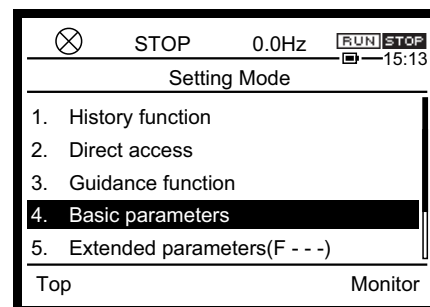 STOP 0.0Hz RUN STOP
15:13
Setting Mode
1. History function
2. Direct access
3. Guidance function
4. Basic parameters
5. Extended parameters(F - - -)
Top Monitor